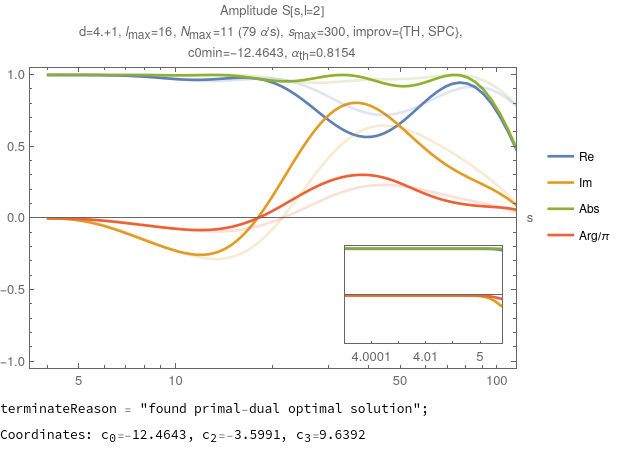 Amplitude S[s,l=2]
d=4.+1, lmax=16, Nmax=11 (79 α's), smax=300, improv={TH, SPC},
c0min=−12.4643, αth=0.8154
1.0
0.5
0.0
−0.5
−1.0
s
Re
Im
Abs
Arg/π
4.0001 4.01 5
5 10 50 100
terminateReason = "found primal-dual optimal solution";
Coordinates: c0=-12.4643, c2=-3.5991, c3=9.6392